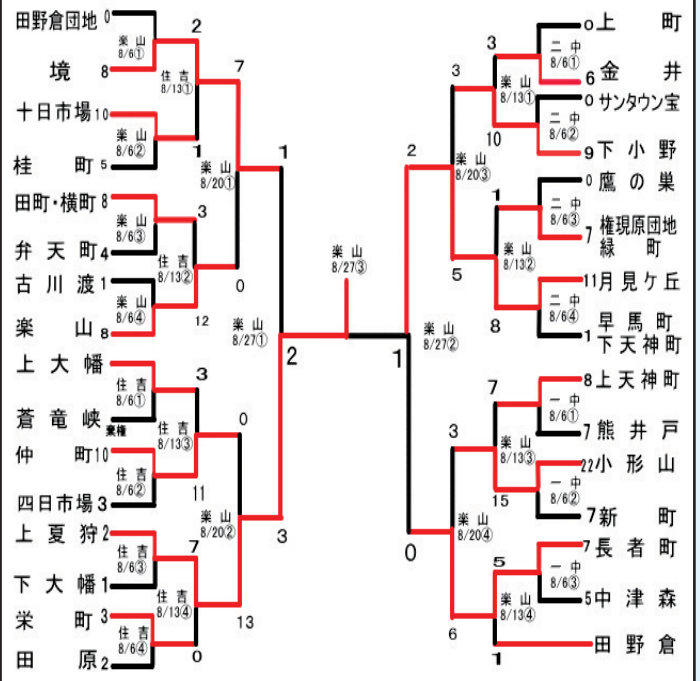 田野倉団地 0
境 8
十日市場 10
桂町 5
田町・横町 8
弁天町 4
古川渡 1
楽山 8
上大幡
蒼竜峡
棄権
仲町 10
四日市場 3
上夏狩 2
下大幡 1
栄町 3
田原 2
楽山
8/6①
楽山
8/6②
楽山
8/6③
楽山
8/6④
住吉
8/6①
住吉
8/6②
住吉
8/6③
住吉
8/6④
2
住吉
8/13①
1
3
住吉
8/13②
12
3
住吉
8/13③
11
7
住吉
8/13④
0
7
楽山
8/20①
0
0
楽山
8/20②
13
1
楽山
8/27①
3
2
楽山
8/27③
1
2
楽山
8/27②
0
3
楽山
8/20③
5
3
楽山
8/20④
6
3
楽山
8/13①
10
1
楽山
8/13②
8
7
楽山
8/13③
15
5
楽山
8/13④
1
二中
8/6①
二中
8/6②
二中
8/6③
二中
8/6④
一中
8/6①
一中
8/6②
一中
8/6③
0 上町
6 金井
0 サンタウン宝
9 下小野
0 鷹の巣
7 権現原団地
緑町
11 月見ケ丘
1 早馬町
下天神町
8 上天神町
7 熊井戸
22 小形山
7 新町
7 長者町
5 中津森
田野倉